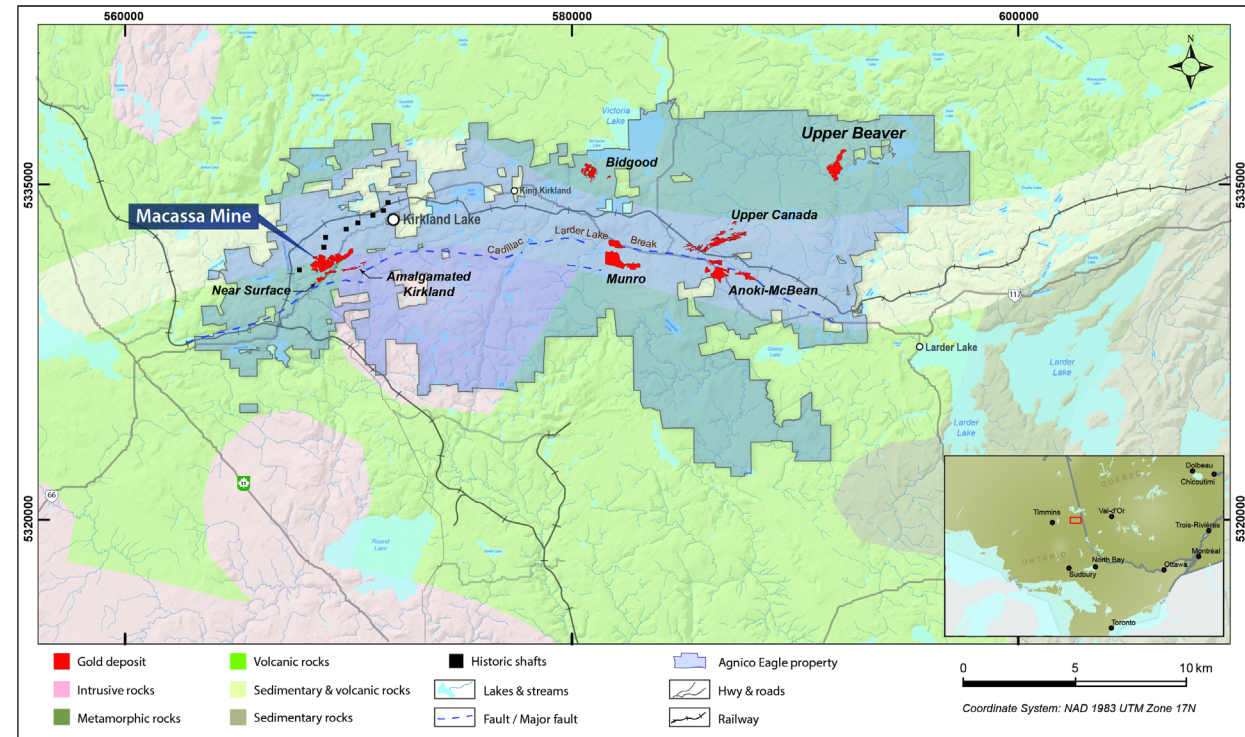 560000
580000
600000
5335000
5335000
5320000
5320000
N
Victoria
Lake
Upper Beaver
Bidgood
King Kirkland
Macassa Mine
Kirkland Lake
Upper Canada
Cadillac
Larder Lake
Break
Near Surface
Amalgamated
Kirkland
Munro
Anoki-McBean
117
Larder Lake
Larder
Lake
Larder
Lake
11
66
Round
Lake
Dolbeau
Chicoutimi
QUÉBEC
Timmins
Val-d'Or
Trois-Rivières
ONTARIO
North Bay
Montréal
Sudbury
Ottawa
Toronto
Gold deposit
Volcanic rocks
Historic shafts
Agnico Eagle property
Intrusive rocks
Sedimentary & volcanic rocks
Lakes & streams
Hwy & roads
Metamorphic rocks
Sedimentary rocks
Fault / Major fault
Railway
0
5
10 km
Coordinate System: NAD 1983 UTM Zone 17N